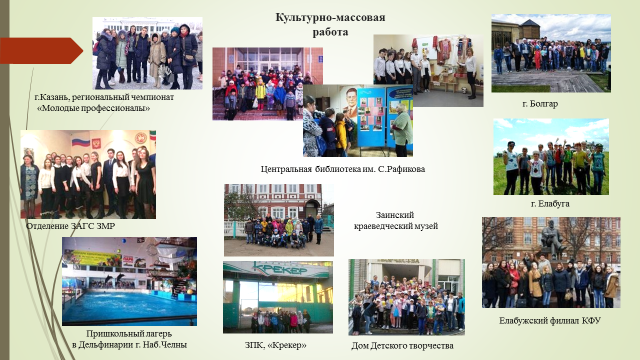 Культурно-массовая
работа
г.Казань, региональный чемпионат
«Молодые профессионалы»
г. Болгар
Центральная библиотека им. С.Рафикова
г. Елабуга
Отделение ЗАГС ЗМР
Заинский
краеведческий музей
КРЕКЕР
Пришкольный лагерь
в Дельфинарии г. Наб.Челны
ЗПК, «Крекер»
Дом Детского творчества
Елабужский филиал КФУ